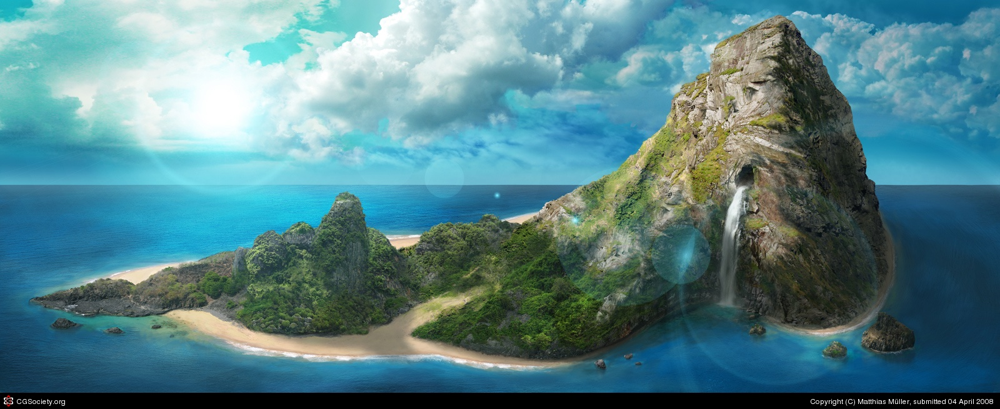 CGSociety.org
Copyright (C) Matthias Müller, submitted 04 April 2008